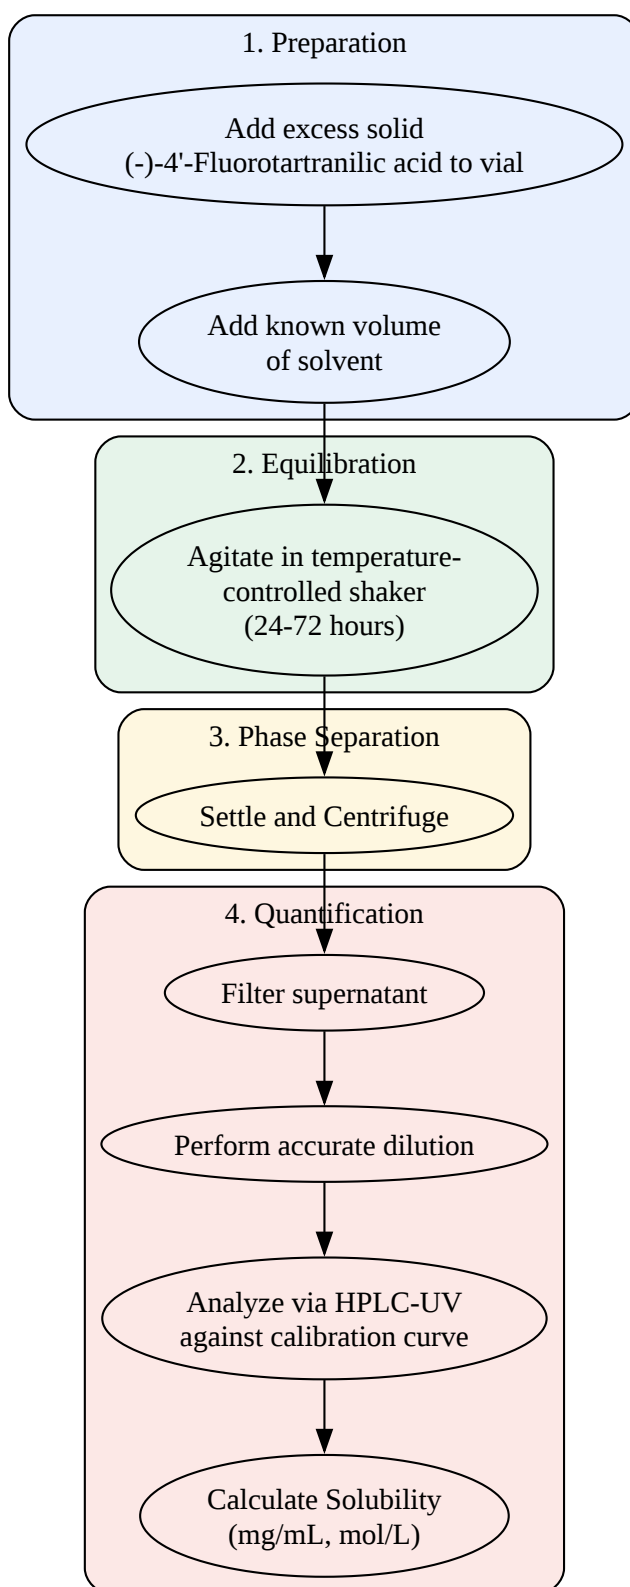 1. Preparation
Add excess solid
(-)-4'-Fluorotartranilic acid to vial
Add known volume
of solvent
2. Equilibration
Agitate in temperature-
controlled shaker
(24-72 hours)
3. Phase Separation
Settle and Centrifuge
4. Quantification
Filter supernatant
Perform accurate dilution
Analyze via HPLC-UV
against calibration curve
Calculate Solubility
(mg/mL, mol/L)